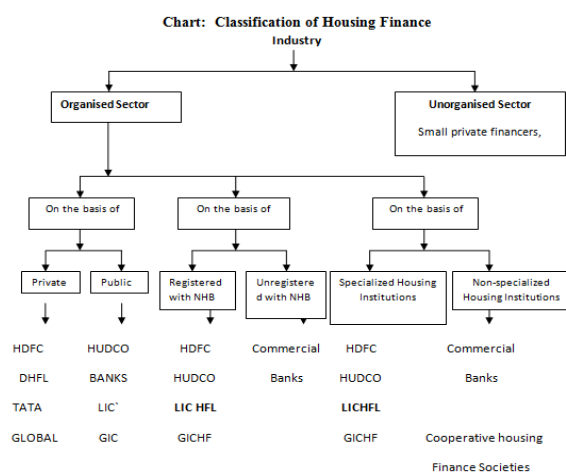 Chart: Classification of Housing Finance
Industry
Organised Sector
Unorganised Sector
Small private financers,
On the basis of
On the basis of
On the basis of
Private
Public
Registered
with NHB
Unregistere
d with NHB
Specialized Housing
Institutions
Non-specialized
Housing Institutions
HDFC HUDCO HDFC Commercial HDFC Commercial
DHFL BANKS HUDCO Banks HUDCO Banks
TATA LIC` LIC HFL LICHFL
GLOBAL GIC GICHF GICHF Cooperative housing
Finance Societies